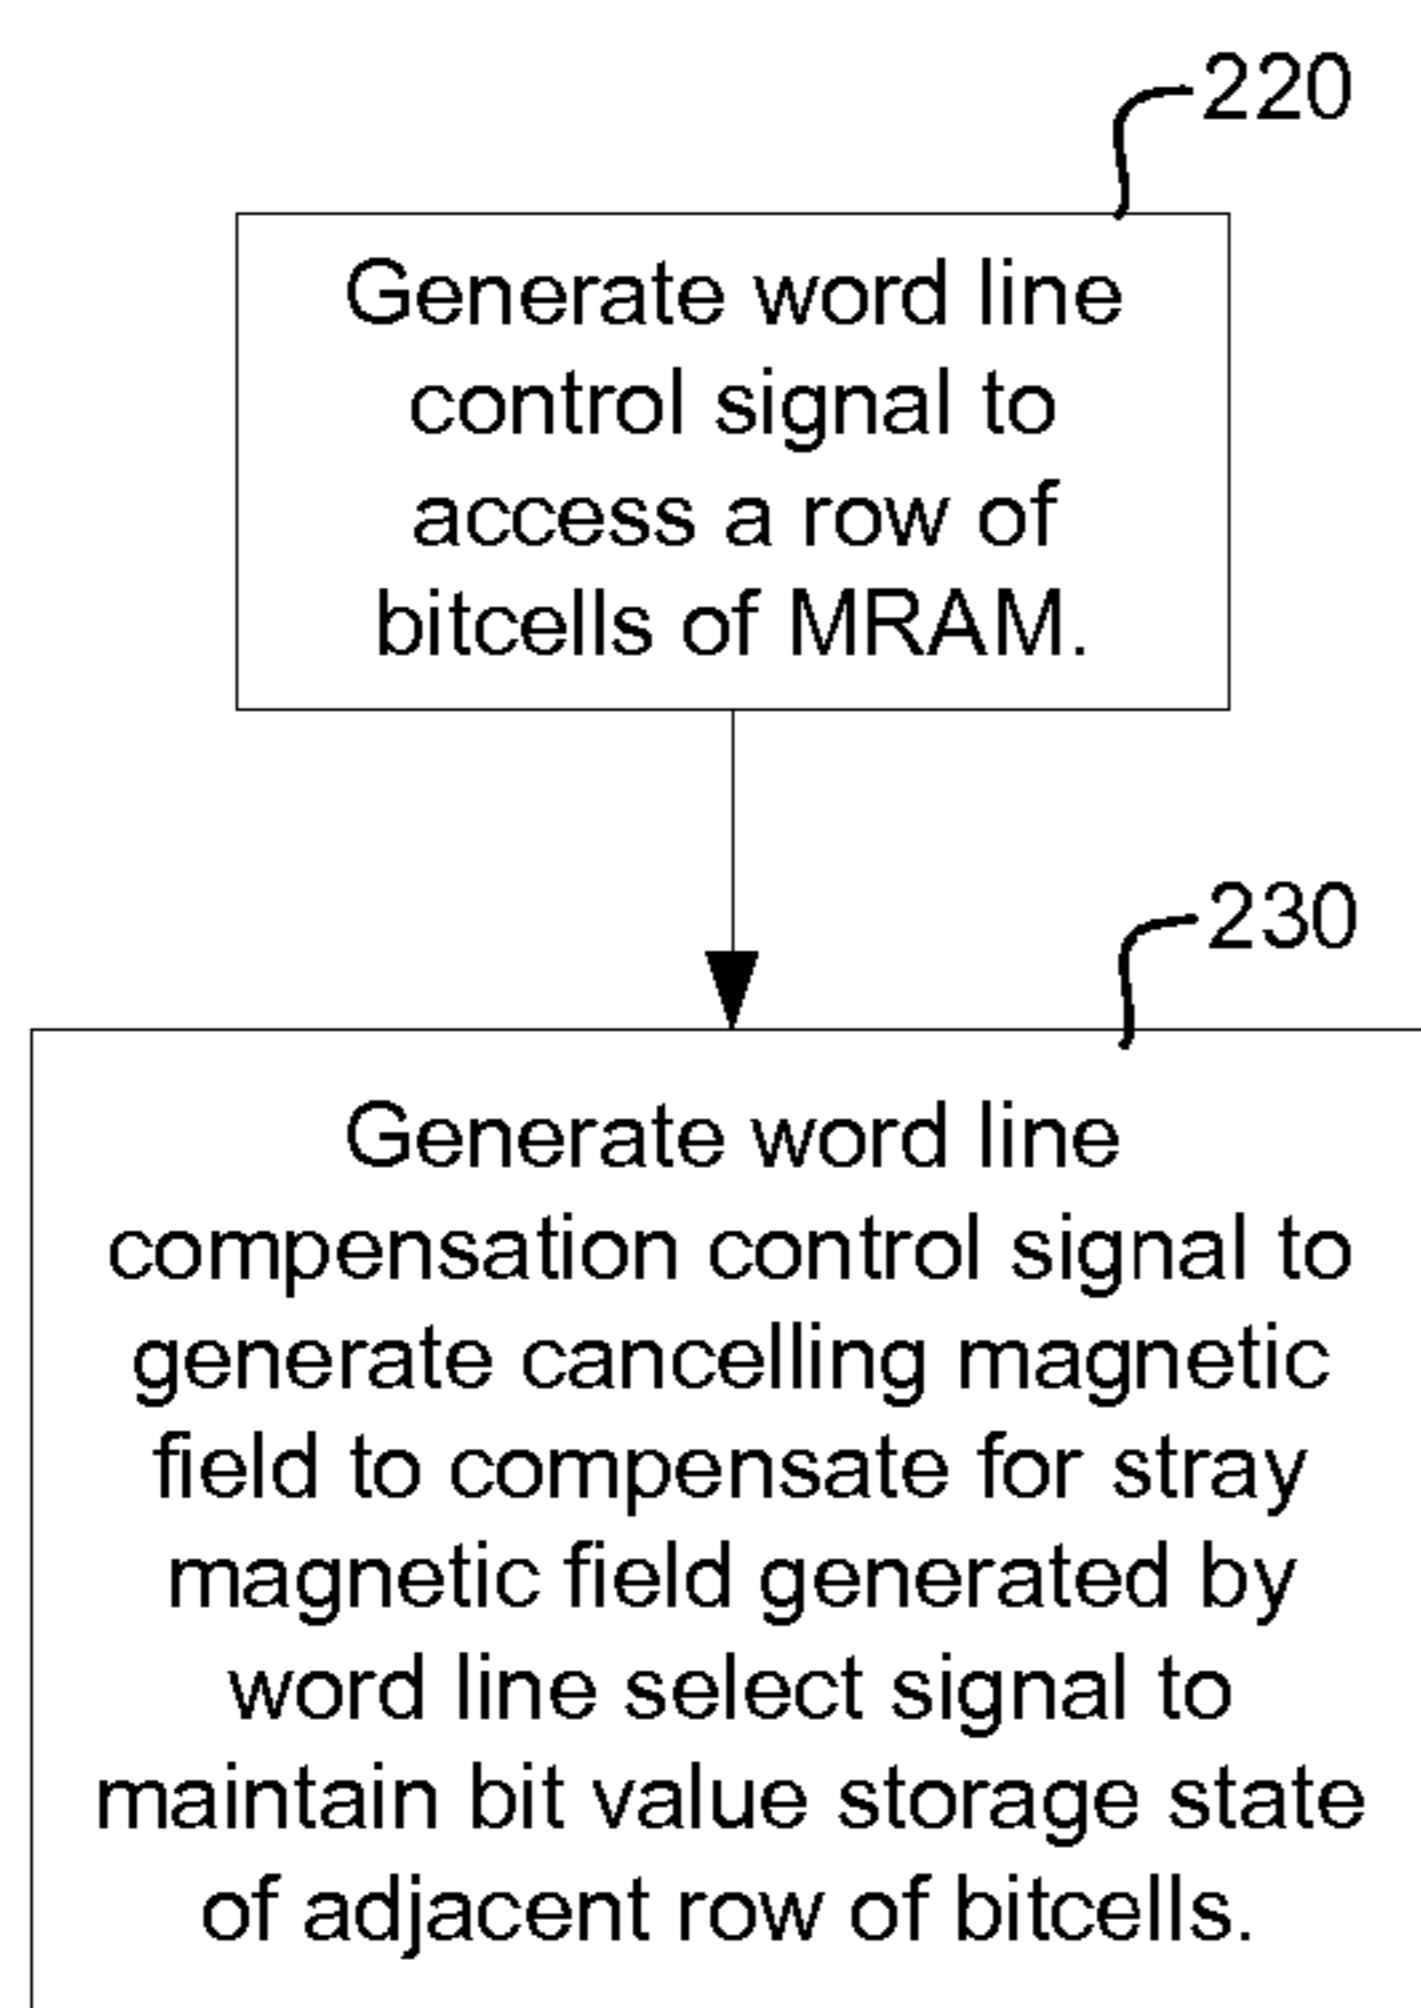 220
Generate word line
control signal to
access a row of
bitcells of MRAM.
230
Generate word line
compensation control signal to
generate cancelling magnetic
field to compensate for stray
magnetic field generated by
word line select signal to
maintain bit value storage state
of adjacent row of bitcells.